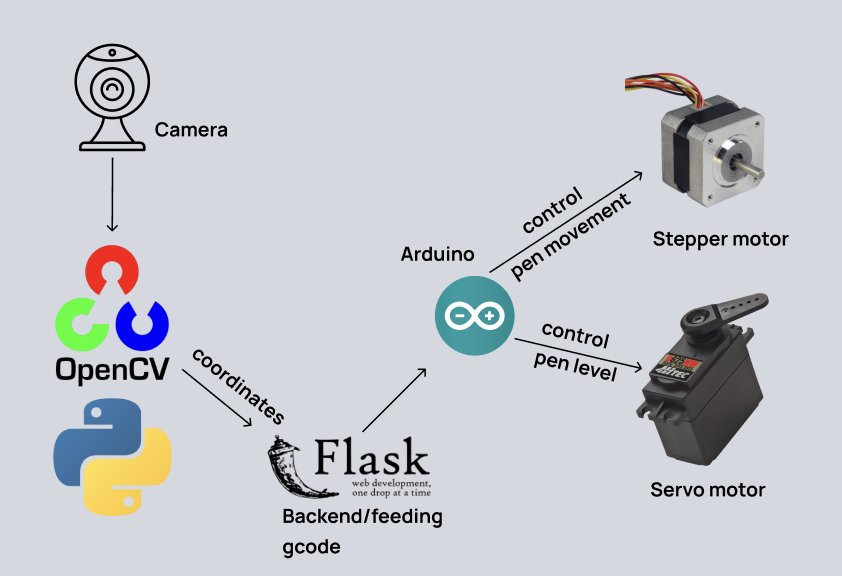 Camera
OpenCV
coordinates
Flask
web development,
one drop at a time
Backend/feeding
gcode
Arduino
control
pen movement
Stepper motor
control
pen level
HITEC
Servo motor